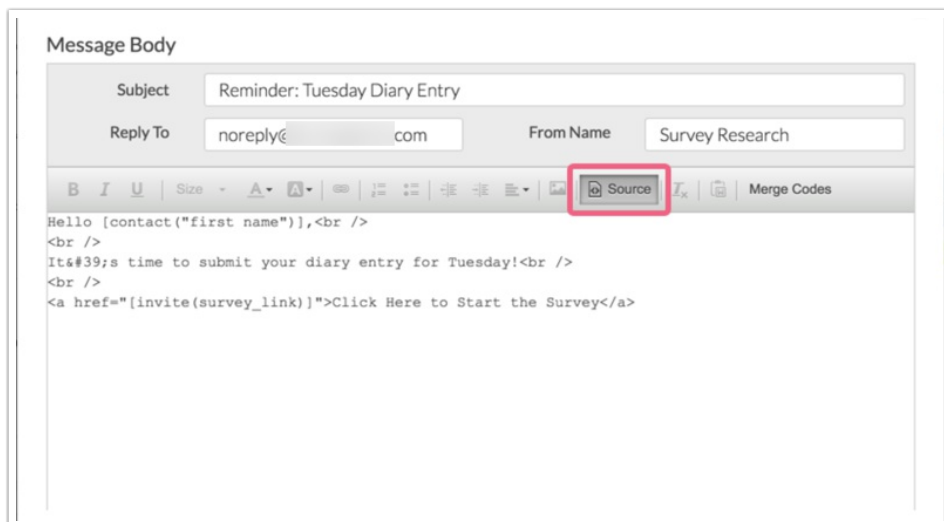 Message Body
Subject Reminder: Tuesday Diary Entry
Reply To noreply@ com From Name Survey Research
B I U Size A A Source Tx Merge Codes
Hello [contact("first name")],<br />
<br />
It&#39;s time to submit your diary entry for Tuesday!<br />
<br />
<a href="[invite(survey_link)]">Click Here to Start the Survey</a>